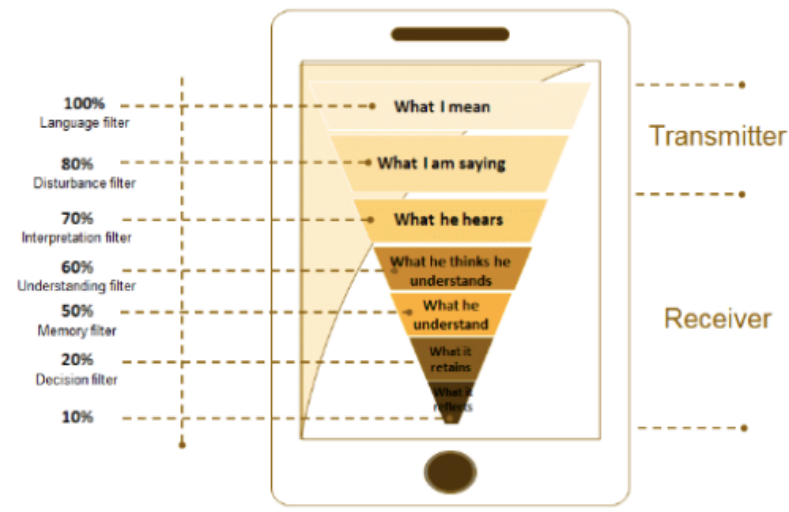 100%
Language filter
80%
Disturbance filter
70%
Interpretation filter
60%
Understanding filter
50%
Memory filter
20%
Decision filter
10%
What I mean
What I am saying
What he hears
What he thinks he
understands
What he
understand
What it
retains
What it
reflects
Transmitter
Receiver